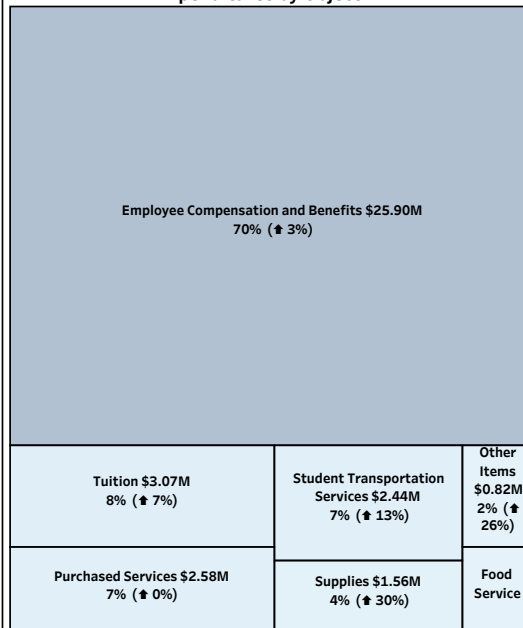 Employee Compensation and Benefits $25.90M
70% (⬆ 3%)
Tuition $3.07M
8% (⬆ 7%)
Student Transportation
Services $2.44M
7% (⬆ 13%)
Other
Items
$0.82M
2% (⬆
26%)
Purchased Services $2.58M
7% (⬆ 0%)
Supplies $1.56M
4% (⬆ 30%)
Food
Service